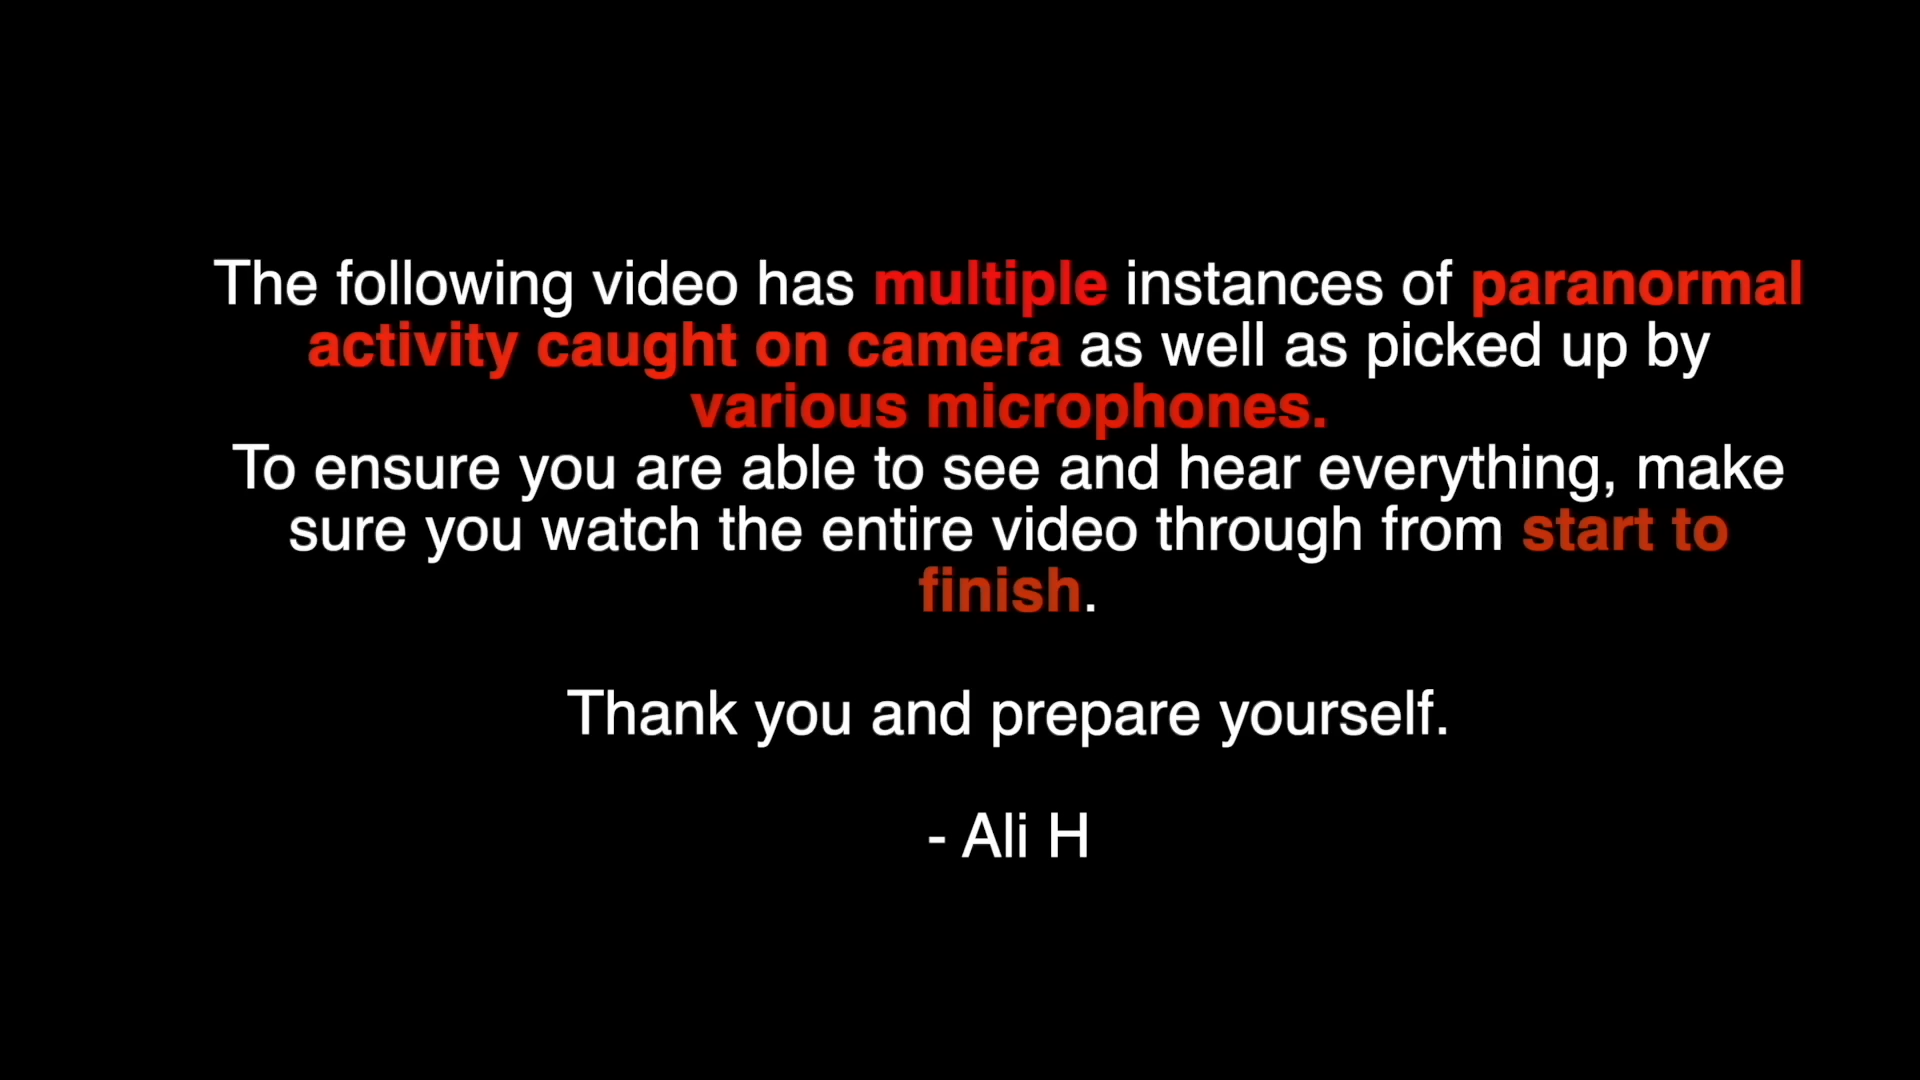 The following video has multiple instances of paranormal
activity caught on camera as well as picked up by
various microphones.
To ensure you are able to see and hear everything, make
sure you watch the entire video through from start to
finish.
Thank you and prepare yourself.
- Ali H